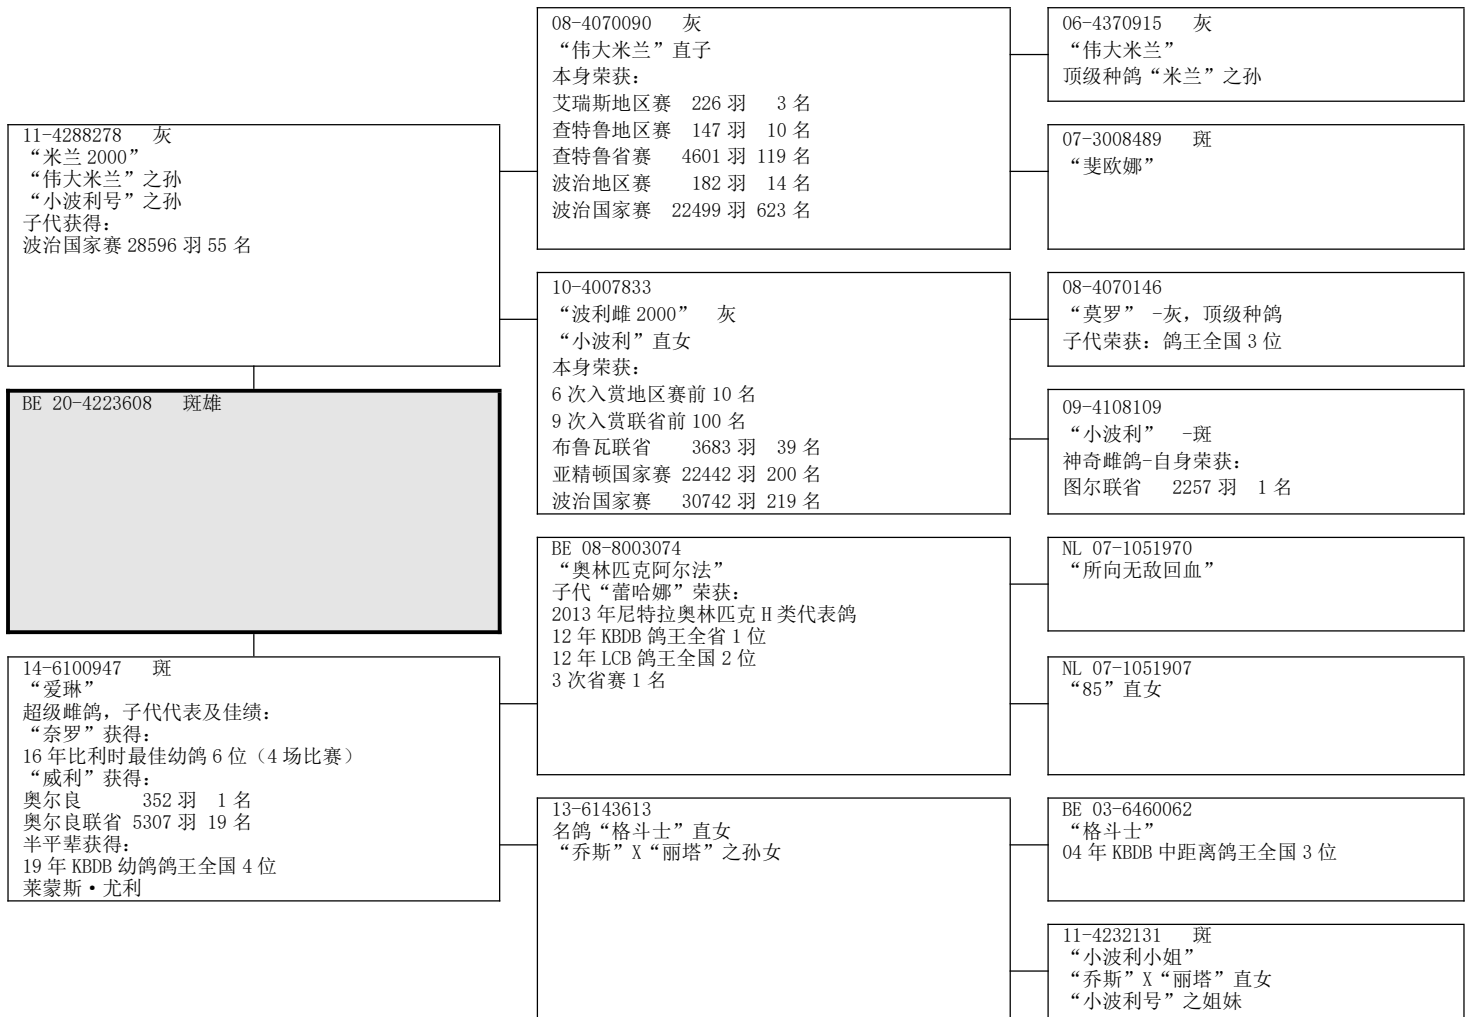 11-4288278 灰
“米兰 2000”
“伟大米兰”之孙
“小波利号”之孙
子代获得：
波治国家赛 28596 羽 55 名
BE 20-4223608 斑雄
14-6100947 斑
“爱琳”
超级雌鸽，子代代表及佳绩：
“奈罗”获得：
16 年比利时最佳幼鸽 6 位（4 场比赛）
“威利”获得：
奥尔良 352 羽 1 名
奥尔良联省 5307 羽 19 名
半平辈获得：
19 年 KBDB 幼鸽鸽王全国 4 位
莱蒙斯·尤利
08-4070090 灰
“伟大米兰”直子
本身荣获：
艾瑞斯地区赛 226 羽 3 名
查特鲁地区赛 147 羽 10 名
查特鲁省赛 4601 羽 119 名
波治地区赛 182 羽 14 名
波治国家赛 22499 羽 623 名
10-4007833
“波利雌 2000” 灰
“小波利”直女
本身荣获：
6 次入赏地区赛前 10 名
9 次入赏联省前 100 名
布鲁瓦联省 3683 羽 39 名
亚精顿国家赛 22442 羽 200 名
波治国家赛 30742 羽 219 名
BE 08-8003074
“奥林匹克阿尔法”
子代“蕾哈娜”荣获：
2013 年尼特拉奥林匹克 H 类代表鸽
12 年 KBDB 鸽王全省 1 位
12 年 LCB 鸽王全国 2 位
3 次省赛 1 名
13-6143613
名鸽“格斗士”直女
“乔斯”X“丽塔”之孙女
06-4370915 灰
“伟大米兰”
顶级种鸽“米兰”之孙
07-3008489 斑
“斐欧娜”
08-4070146
“莫罗” -灰，顶级种鸽
子代荣获：鸽王全国 3 位
09-4108109
“小波利” -斑
神奇雌鸽-自身荣获：
图尔联省 2257 羽 1 名
NL 07-1051970
“所向无敌回血”
NL 07-1051907
“85”直女
BE 03-6460062
“格斗士”
04 年 KBDB 中距离鸽王全国 3 位
11-4232131 斑
“小波利小姐”
“乔斯”X“丽塔”直女
“小波利号”之姐妹